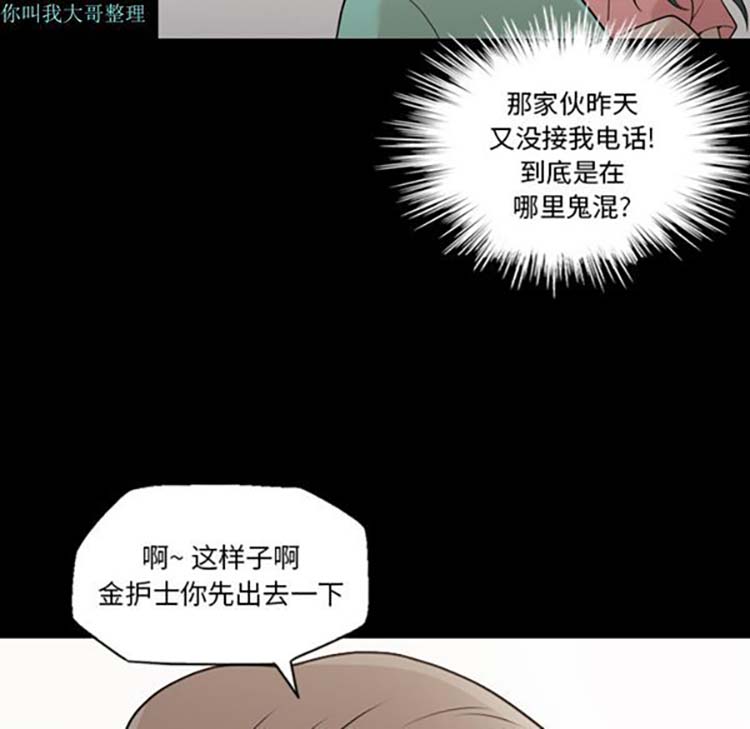 你叫我大哥整理
那家伙昨天
又没接我电话!
到底是在
哪里鬼混?
啊~ 这样子啊
金护士你先出去一下